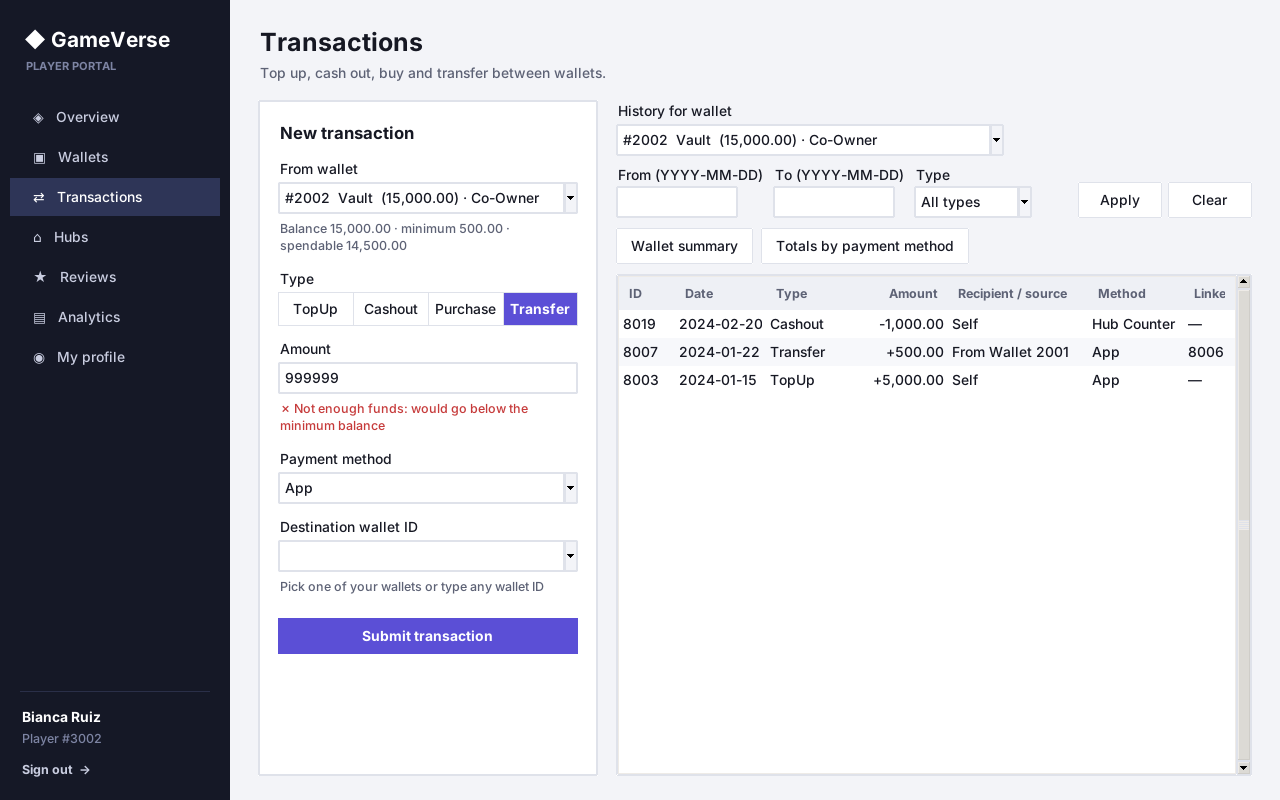 ◆ GameVerse
PLAYER PORTAL
◈ Overview
▣ Wallets
⇄ Transactions
⌂ Hubs
★ Reviews
▤ Analytics
◉ My profile
Bianca Ruiz
Player #3002
Sign out →
Transactions
Top up, cash out, buy and transfer between wallets.
New transaction
From wallet
#2002 Vault (15,000.00) · Co-Owner
Balance 15,000.00 · minimum 500.00 ·
spendable 14,500.00
Type
TopUp Cashout Purchase Transfer
Amount
999999
× Not enough funds: would go below the
minimum balance
Payment method
App
Destination wallet ID
Pick one of your wallets or type any wallet ID
Submit transaction
History for wallet
#2002 Vault (15,000.00) · Co-Owner
From (YYYY-MM-DD) To (YYYY-MM-DD) Type
All types Apply Clear
Wallet summary Totals by payment method
ID Date Type Amount Recipient / source Method Linke
8019 2024-02-20 Cashout -1,000.00 Self Hub Counter —
8007 2024-01-22 Transfer +500.00 From Wallet 2001 App 8006
8003 2024-01-15 TopUp +5,000.00 Self App —